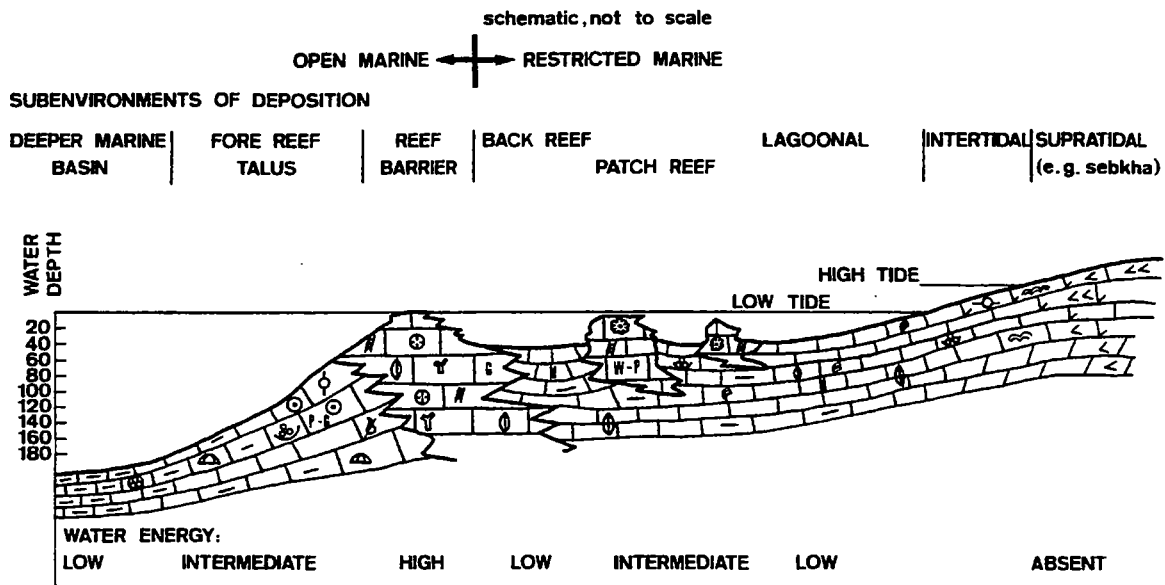 schematic, not to scale
OPEN MARINE RESTRICTED MARINE
SUBENVIRONMENTS OF DEPOSITION
DEEPER MARINE BASIN
FORE REEF TALUS
REEF BARRIER
BACK REEF
PATCH REEF
LAGOONAL
INTERTIDAL
SUPRATIDAL
(e.g. sebkha)
WATER DEPTH
HIGH TIDE
LOW TIDE
20
40
60
80
100
120
140
160
180
P-G
G
W-P
WATER ENERGY:
LOW INTERMEDIATE HIGH LOW INTERMEDIATE LOW ABSENT